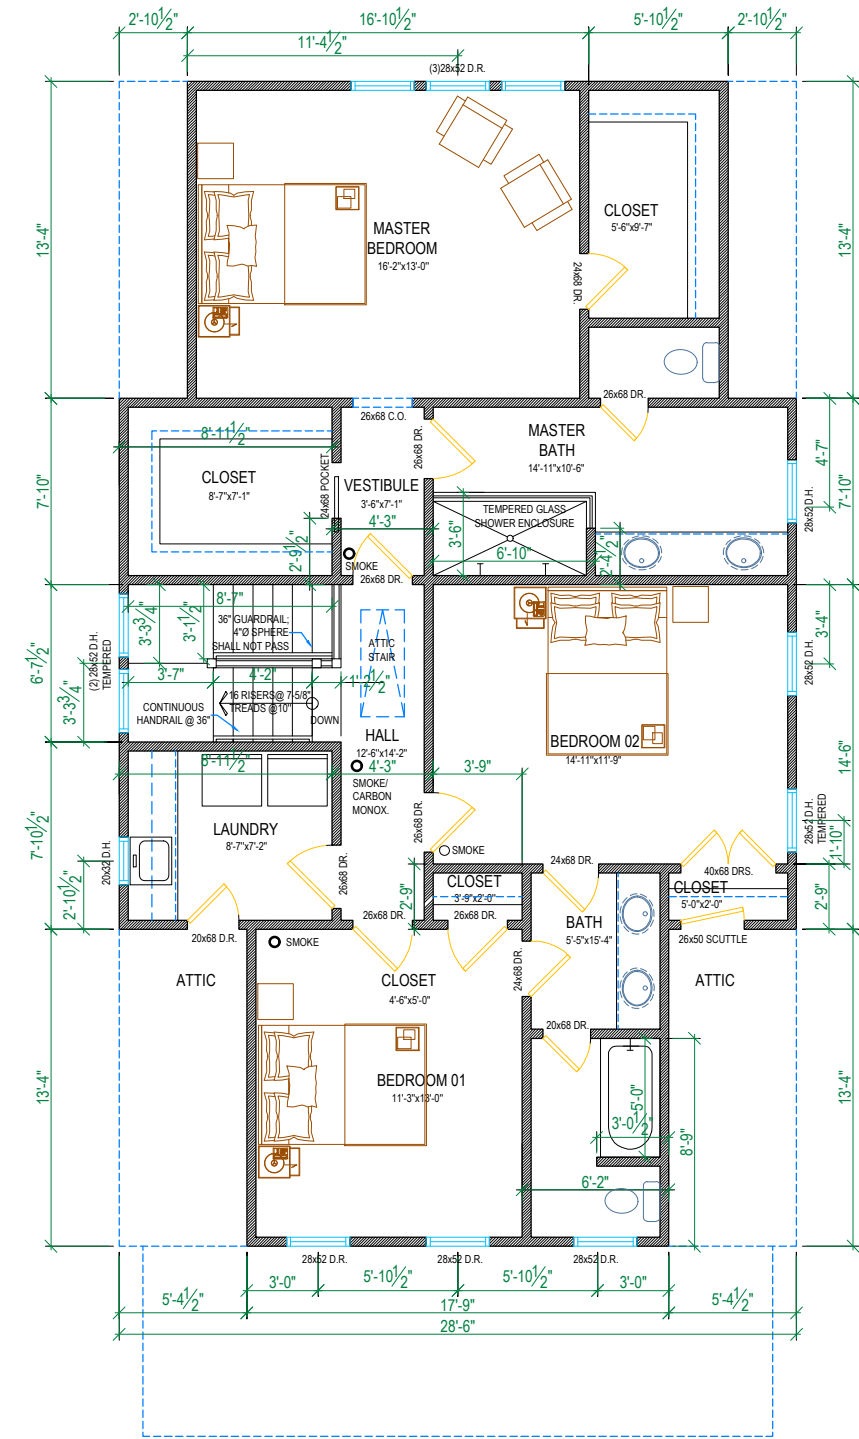 2'-10½"
16'-10½"
5'-10½"
2'-10½"
11'-4½"
(3)28x52 D.R.
13'-4"
13'-4"
CLOSET
5'-6"x9'-7"
MASTER
BEDROOM
16'-2"x13'-0"
24x68 DR.
26x68 DR.
26x68 C.O.
8'-11½"
26x68 DR.
MASTER
BATH
14'-11"x10'-6"
4'-7"
7'-10"
CLOSET
8'-7"x7'-1"
24x68 POCKET
VESTIBULE
3'-6"x7'-1"
28x52 D.H.
7'-10"
4'-3"
3'-6"
TEMPERED GLASS
SHOWER ENCLOSURE
6'-10"
2'-4½"
2'-9½"
SMOKE
26x68 DR.
8'-7"
3'-3¾"
3'-1½"
36" GUARDRAIL;
4"Ø SPHERE
SHALL NOT PASS
ATTIC
STAIR
3'-4"
28x52 D.H.
6'-7½"
(2) 28x52 D.H.
TEMPERED
3'-7"
4'-2"
1'-2½"
3'-3¾"
CONTINUOUS
HANDRAIL @ 36"
16 RISERS@ 7-5/8"
TREADS @10"
DOWN
HALL
12'-6"x14'-2"
BEDROOM 02
14'-11"x11'-9"
14'-6"
8'-11½"
4'-3"
3'-9"
SMOKE/
CARBON
MONOX.
7'-10½"
20x32 D.H.
LAUNDRY
8'-7"x7'-2"
26x68 DR.
26x68 DR.
SMOKE
28x52 D.H.
TEMPERED
1'-10"
2'-10½"
24x68 DR.
40x68 DRS.
2'-9"
CLOSET
3'-9"x2'-0"
CLOSET
5'-0"x2'-0"
2'-9"
26x68 DR.
26x68 DR.
BATH
5'-5"x15'-4"
20x68 D.R.
SMOKE
26x50 SCUTTLE
24x68 DR.
ATTIC
CLOSET
4'-6"x5'-0"
ATTIC
20x68 DR.
13'-4"
BEDROOM 01
11'-3"x13'-0"
5'-0"
3'-0½"
8'-9"
13'-4"
6'-2"
28x52 D.R.
28x52 D.R.
28x52 D.R.
3'-0"
5'-10½"
5'-10½"
3'-0"
5'-4½"
17'-9"
5'-4½"
28'-6"